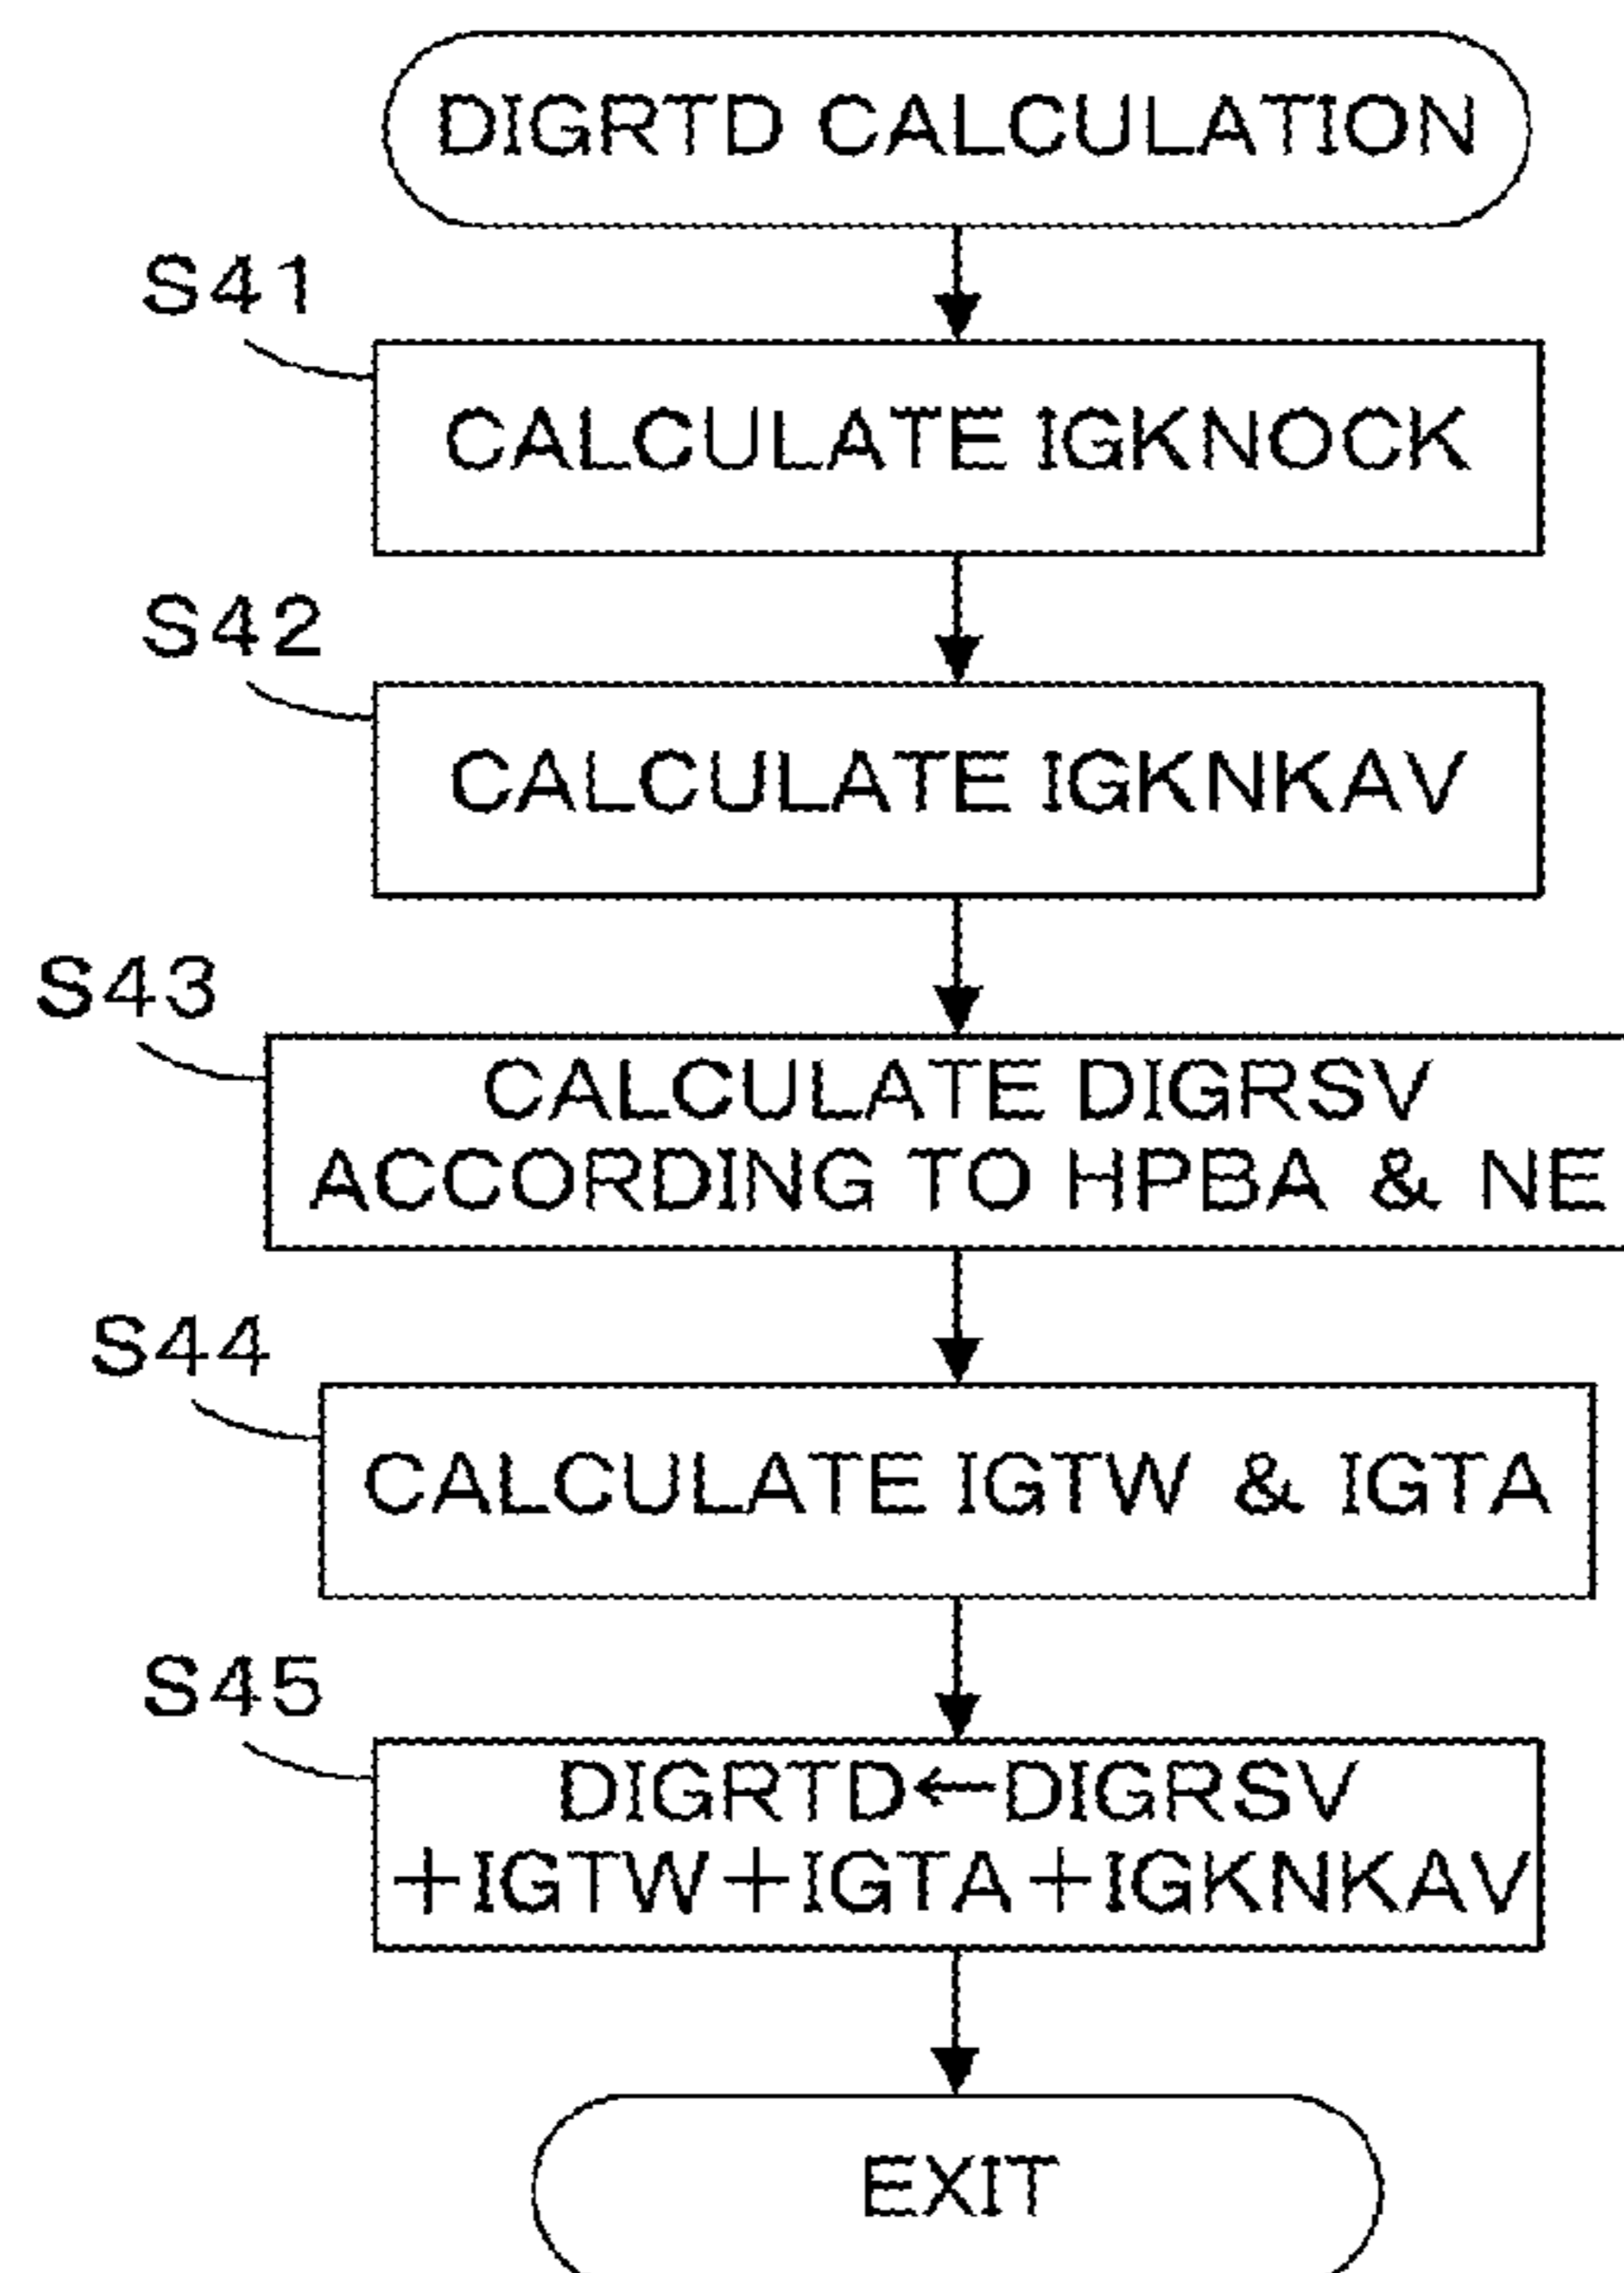 DIGRTD CALCULATION
S41
CALCULATE IGKNOCK
S42
CALCULATE IGKNKAV
S43
CALCULATE DIGRSV
ACCORDING TO HPBA & NE
S44
CALCULATE IGTW & IGTA
S45
DIGRTD←DIGRSV
+IGTW+IGTA+IGKNKAV
EXIT